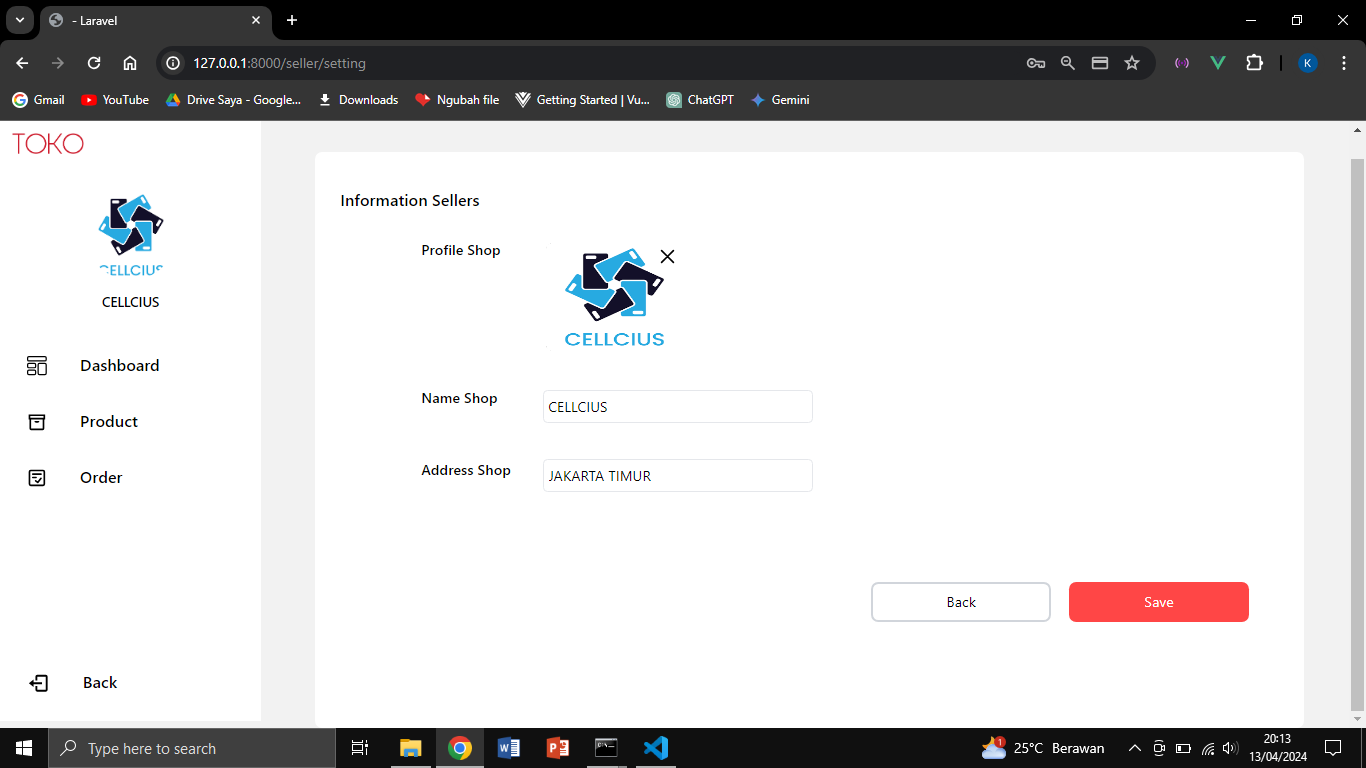 - Laravel
127.0.0.1:8000/seller/setting
K
Gmail
YouTube
Drive Saya - Google...
Downloads
Ngubah file
Getting Started | Vu...
ChatGPT
Gemini
TOKO
CELLCIUS
CELLCIUS
Dashboard
Product
Order
Back
Information Sellers
Profile Shop
CELLCIUS
Name Shop
CELLCIUS
Address Shop
JAKARTA TIMUR
Back
Save
Type here to search
1
25°C Berawan
20:13
13/04/2024